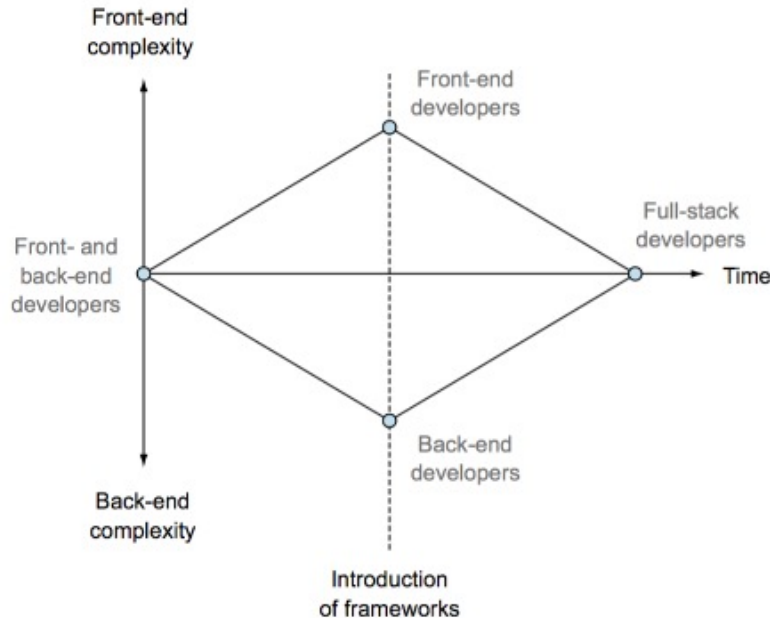 Front-end
complexity
Front-end
developers
Full-stack
developers
Front- and
back-end
developers
Time
Back-end
developers
Back-end
complexity
Introduction
of frameworks